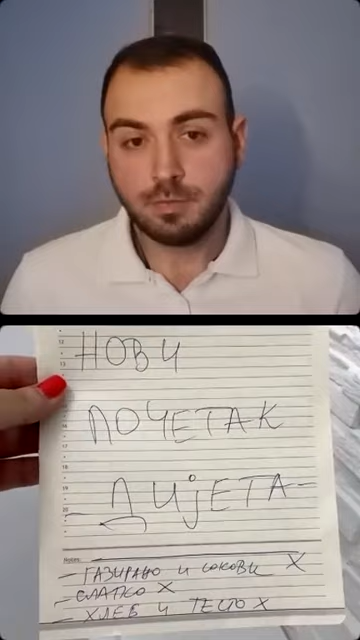 НОВИ
ПОЧЕТАК
ДИЈЕТА-
Notes:
- ГАЗИРАНО И СОКОВИ X
- СЛАТКО X
- ХЛЕБ И ТЕСТО X